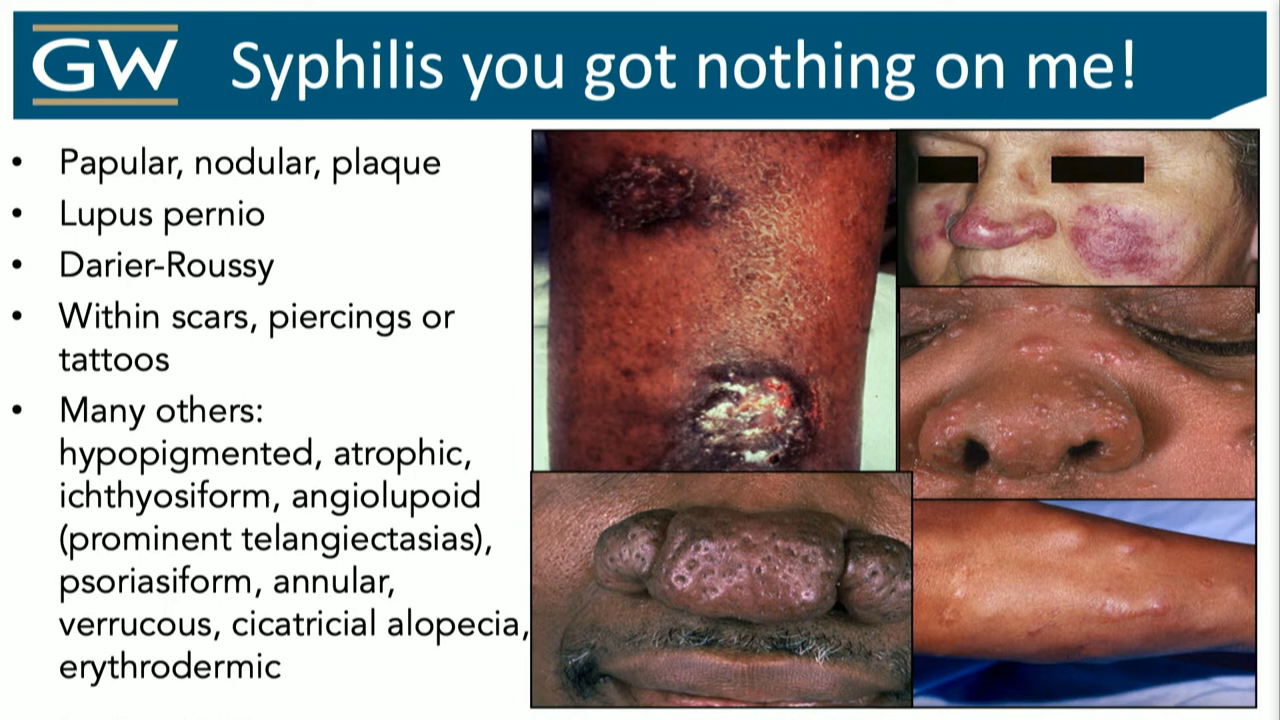 GW
Syphilis you got nothing on me!
• Papular, nodular, plaque
• Lupus pernio
• Darier-Roussy
• Within scars, piercings or
tattoos
• Many others:
hypopigmented, atrophic,
ichthyosiform, angiolupoid
(prominent telangiectasias),
psoriasiform, annular,
verrucous, cicatricial alopecia,
erythrodermic